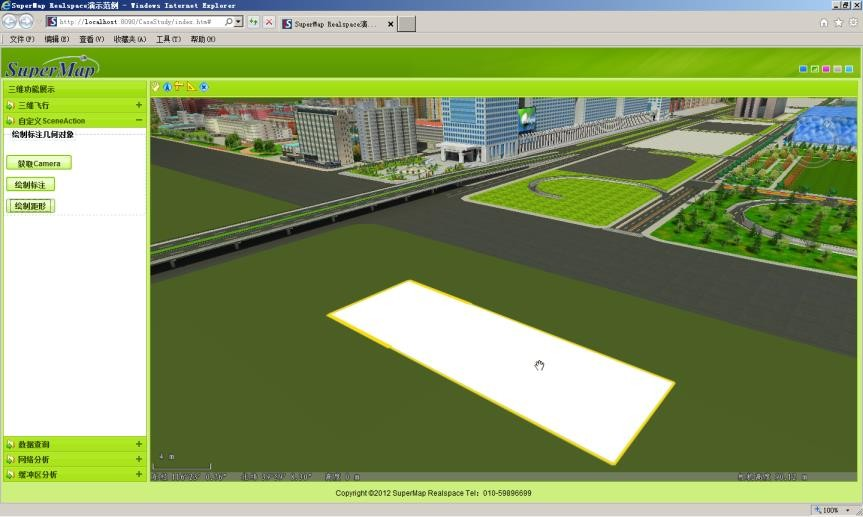 SuperMap Realspace演示范例 - Windows Internet Explorer
http://localhost:8090/CaseStudy/index.htm#
SuperMap Realspace演...
文件(F) 编辑(E) 查看(V) 收藏夹(A) 工具(T) 帮助(H)
SuperMap
三维功能展示
三维飞行
自定义SceneAction
绘制标注几何对象
获取Camera
绘制标注
绘制矩形
数据查询
网络分析
缓冲区分析
4 m
高度 0 m
Copyright ©2012 SuperMap Realspace Tel: 010-59896699
100%